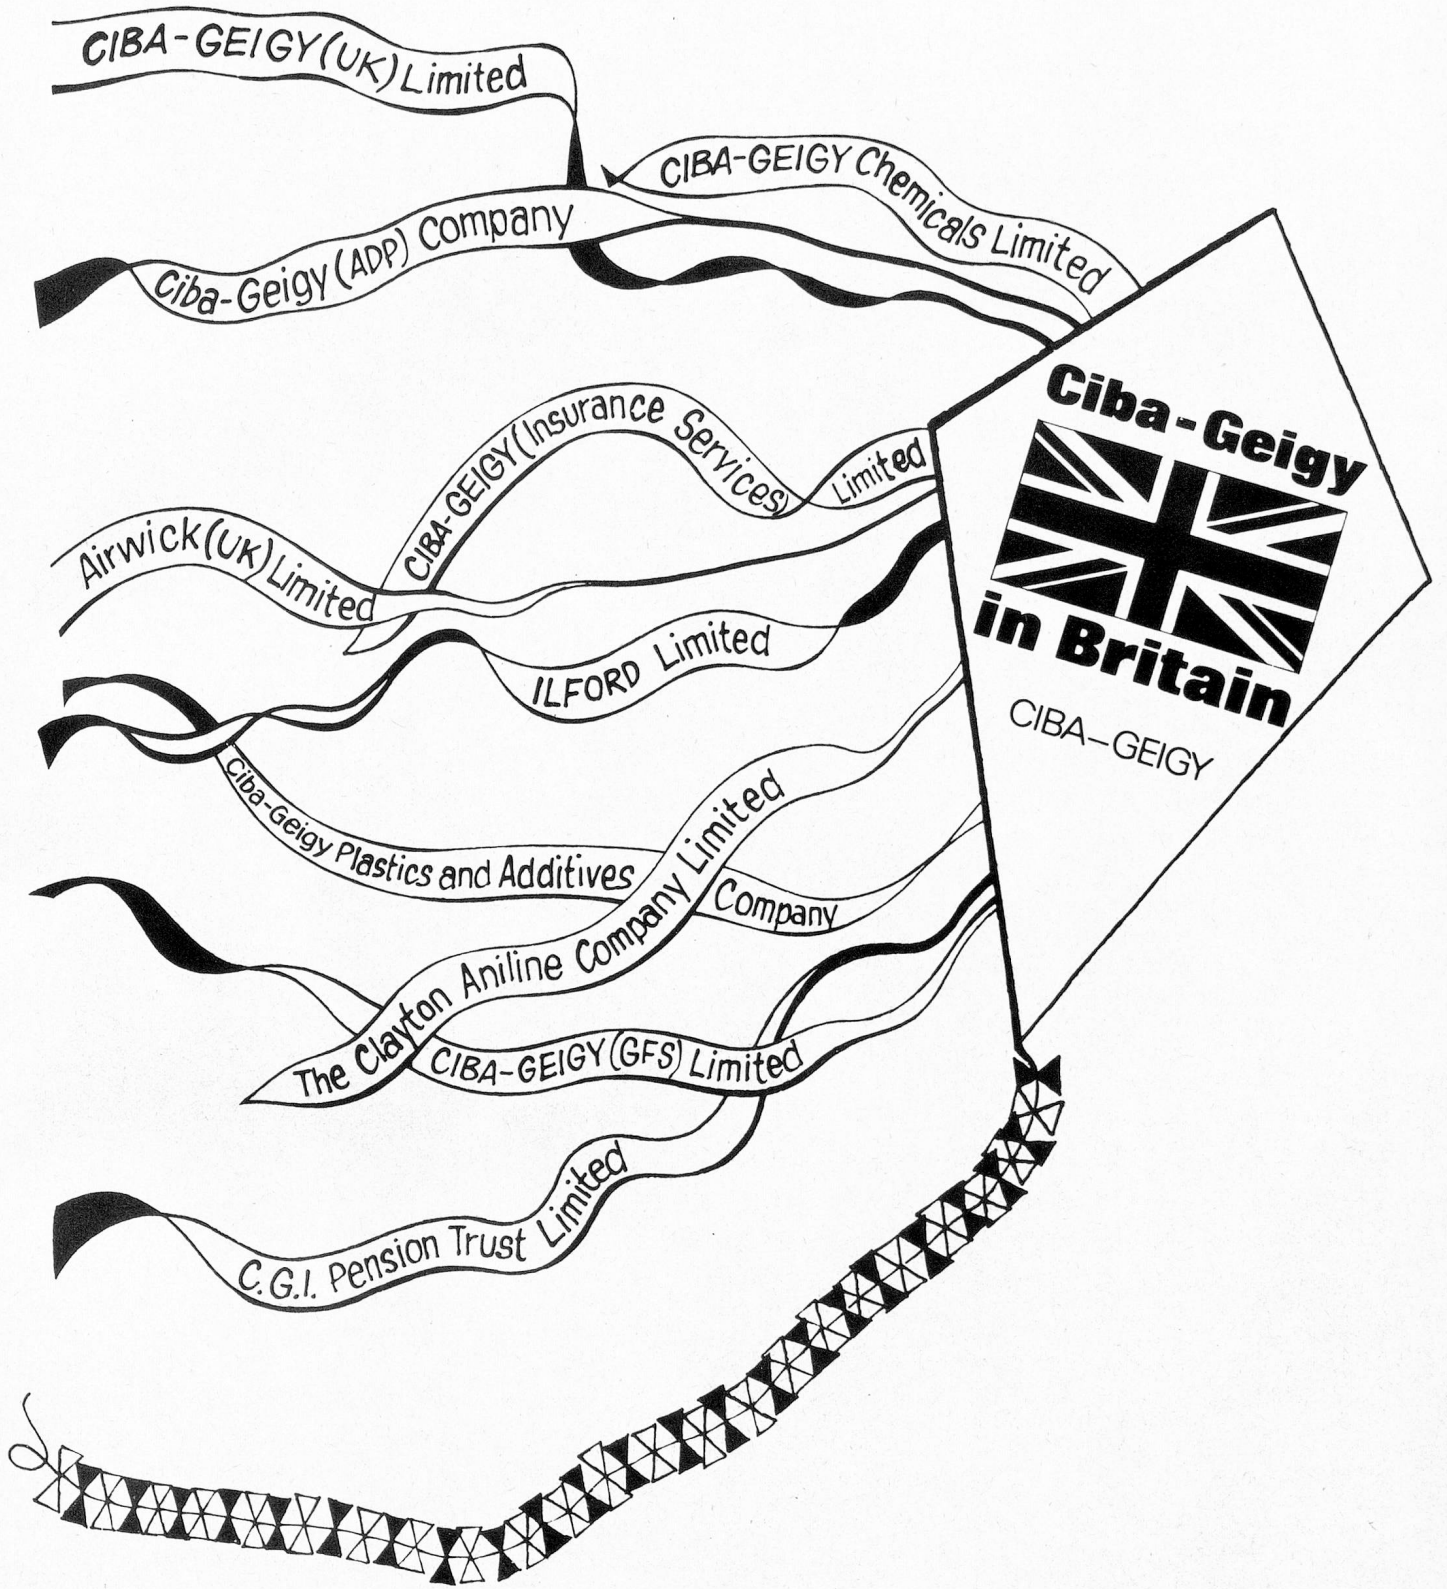 CIBA-GEIGY (UK) Limited
CIBA-GEIGY Chemicals Limited
Ciba-Geigy (ADP) Company
CIBA-GEIGY (Insurance Services) Limited
Airwick (UK) Limited
ILFORD Limited
Ciba-Geigy Plastics and Additives Company
The Clayton Aniline Company Limited
CIBA-GEIGY (GFS) Limited
C.G.I. Pension Trust Limited
Ciba-Geigy
in Britain
CIBA-GEIGY